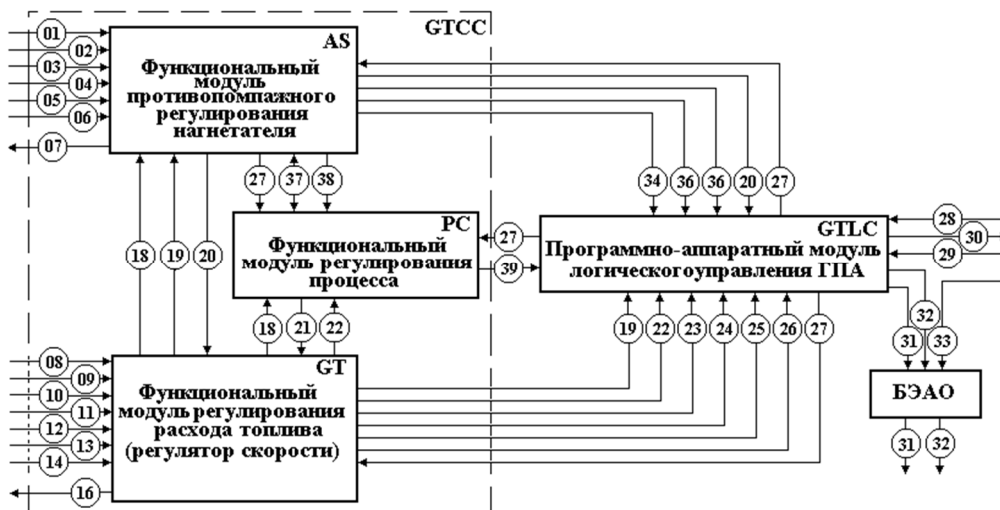 GTCC
01
02
03
04
05
06
07
AS
Функциональный
модуль
противопомпажного
регулирования
нагнетателя
27
37
38
34
36
36
20
27
18
19
20
PC
Функциональный
модуль регулирования
процесса
27
39
GTLC
Программно-аппаратный модуль
логическогоуправления ГПА
28
30
29
18
21
22
19
22
23
24
25
26
27
31
32
33
08
09
10
11
12
13
14
16
GT
Функциональный
модуль регулирования
расхода топлива
(регулятор скорости)
БЭАО
31
32